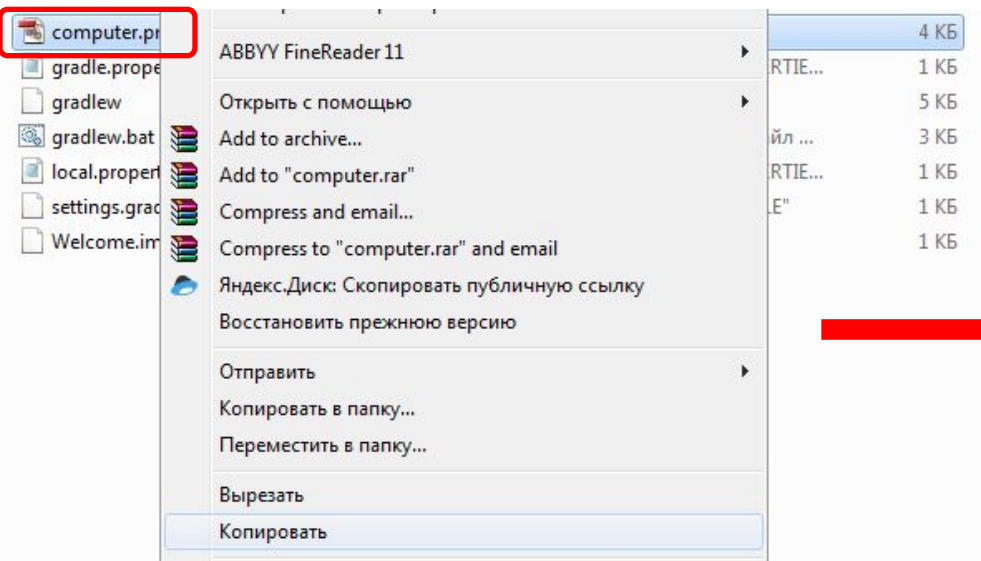 computer.pr
4 КБ
ABBYY FineReader 11
gradle.prope
RTIE...
1 КБ
gradlew
Открыть с помощью
5 КБ
gradlew.bat
Add to archive...
йл ...
3 КБ
local.propert
Add to "computer.rar"
RTIE...
1 КБ
settings.grad
Compress and email...
LE"
1 КБ
Welcome.im
Compress to "computer.rar" and email
1 КБ
Яндекс.Диск: Скопировать публичную ссылку
Восстановить прежнюю версию
Отправить
Копировать в папку...
Переместить в папку...
Вырезать
Копировать